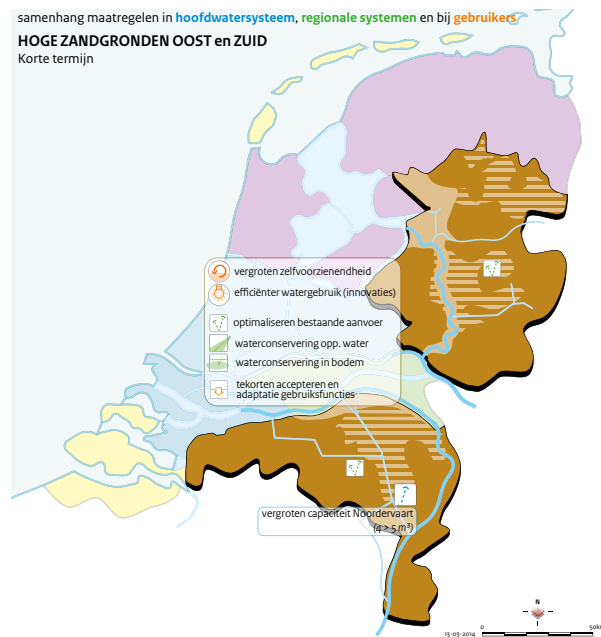 samenhang maatregelen in hoofdwatersysteem, regionale systemen en bij gebruikers
HOGE ZANDGRONDEN OOST en ZUID
Korte termijn
vergroten zelfvoorzienendheid
efficiënter watergebruik (innovaties)
optimaliseren bestaande aanvoer
waterconservering opp. water
waterconservering in bodem
tekorten accepteren en
adaptatie gebruiksfuncties
vergroten capaciteit Noordervaart
(4 > 5 m³)
N
13-03-2014
0
50k